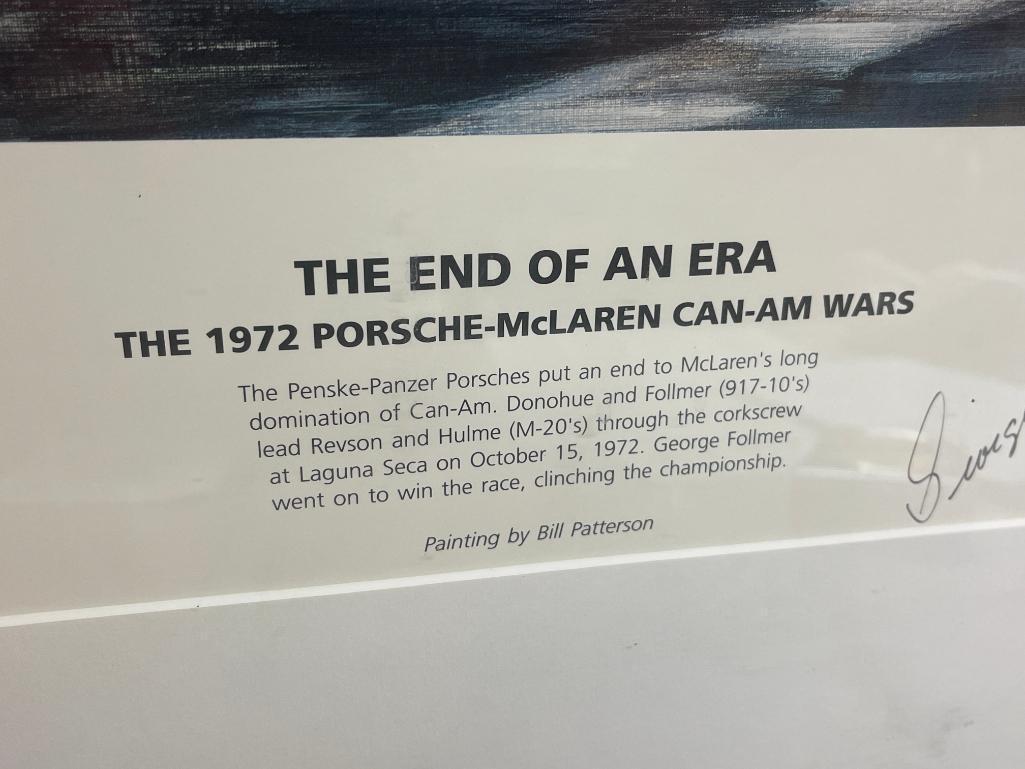 THE END OF AN ERA
THE 1972 PORSCHE-McLAREN CAN-AM WARS
The Penske-Panzer Porsches put an end to McLaren's long
domination of Can-Am. Donohue and Follmer (917-10's)
lead Revson and Hulme (M-20's) through the corkscrew
at Laguna Seca on October 15, 1972. George Follmer
went on to win the race, clinching the championship.
Painting by Bill Patterson